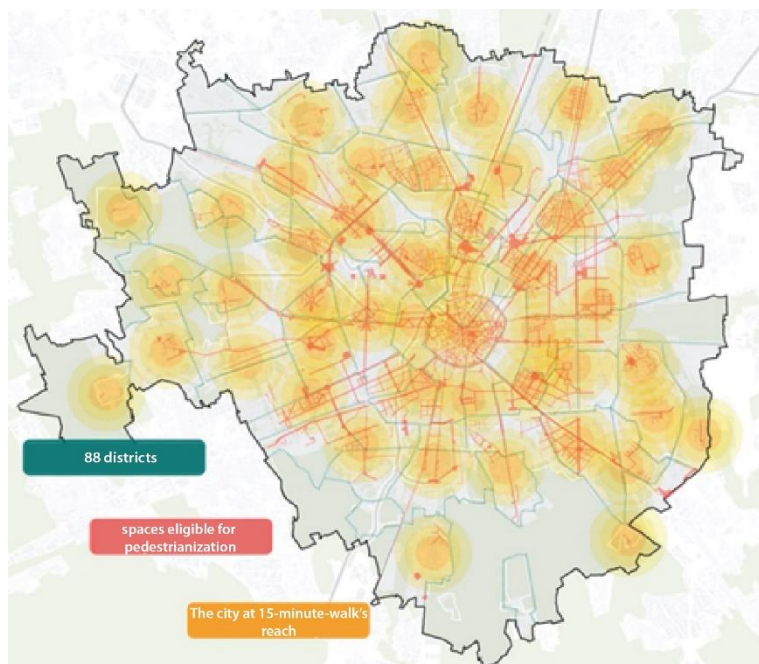 88 districts
spaces eligible for
pedestrianization
The city at 15-minute-walk's
reach